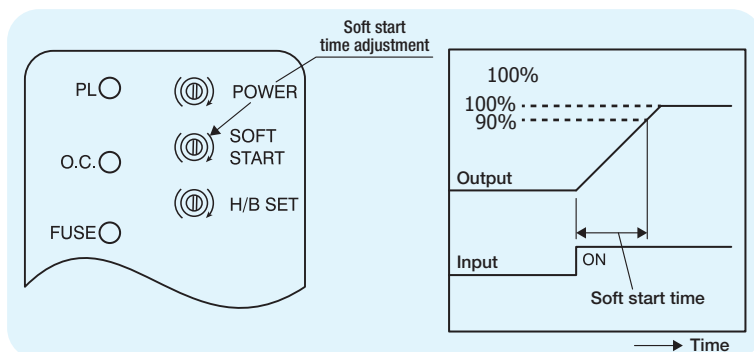 Soft start
time adjustment
PL
POWER
SOFT
START
O.C.
H/B SET
FUSE
100%
100%
90%
Output
Input
ON
Soft start time
Time